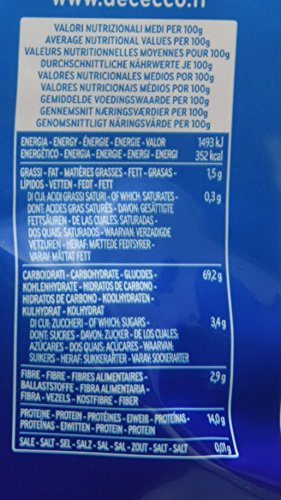 www.dececco.it
VALORI NUTRIZIONALI MEDI PER 100g
AVERAGE NUTRITIONAL VALUES PER 100g
VALEURS NUTRITIONNELLES MOYENNES POUR 100g
DURCHSCHNITTLICHE NÄHRWERTE JE 100g
VALORES NUTRICIONALES MEDIOS POR 100g
VALORES NUTRICIONAIS MÉDIOS POR 100g
GEMIDDELDE VOEDINGSWAARDE PER 100g
GENNEMSNIT NÆRINGSVÆRDIER PER 100g
GENOMSNITTLIGT NÄRINGSVÄRDE PER 100g
ENERGIA - ENERGY - ÉNERGIE - ENERGIE - VALOR 1493 kJ
ENERGÉTICO - ENERGIA - ENERGIE - ENERGI - ENERGI 352 kcal
GRASSI - FAT - MATIÈRES GRASSES - FETT - GRASAS - 1,5 g
LÍPIDOS - VETTEN - FEDT - FETT
DI CUI: ACIDI GRASSI SATURI - OF WHICH: SATURATES - 0,3 g
DONT: ACIDES GRAS SATURÉS - DAVON: GESÄTTIGTE
FETTSÄUREN - DE LAS CUALES: SATURADAS -
DOS QUAIS: SATURADOS - WAARVAN: VERZADIGDE
VETZUREN - HERAF: MÆTTEDE FEDTSYRER -
VARAV: MÄTTAT FETT
CARBOIDRATI - CARBOHYDRATE - GLUCIDES - 69,2 g
KOHLENHYDRATE - HIDRATOS DE CARBONO -
HIDRATOS DE CARBONO - KOOLHYDRATEN -
KULHYDRAT - KOLHYDRAT
DI CUI: ZUCCHERI - OF WHICH: SUGARS - 3,4 g
DONT: SUCRES - DAVON: ZUCKER - DE LOS CUALES:
AZÚCARES - DOS QUAIS: AÇÚCARES - WAARVAN:
SUIKERS - HERAF: SUKKERARTER - VARAV: SOCKERARTER
FIBRE - FIBRE - FIBRES ALIMENTAIRES - 2,9 g
BALLASTSTOFFE - FIBRA ALIMENTARIA -
FIBRA - VEZELS - KOSTFIBRE - FIBER
PROTEINE - PROTEIN - PROTÉINES - EIWEIß - PROTEÍNAS - 14,0 g
PROTEÍNAS - EIWITTEN - PROTEIN - PROTEIN
SALE - SALT - SEL - SALZ - SAL - SAL - ZOUT - SALT - SALT 0,01 g